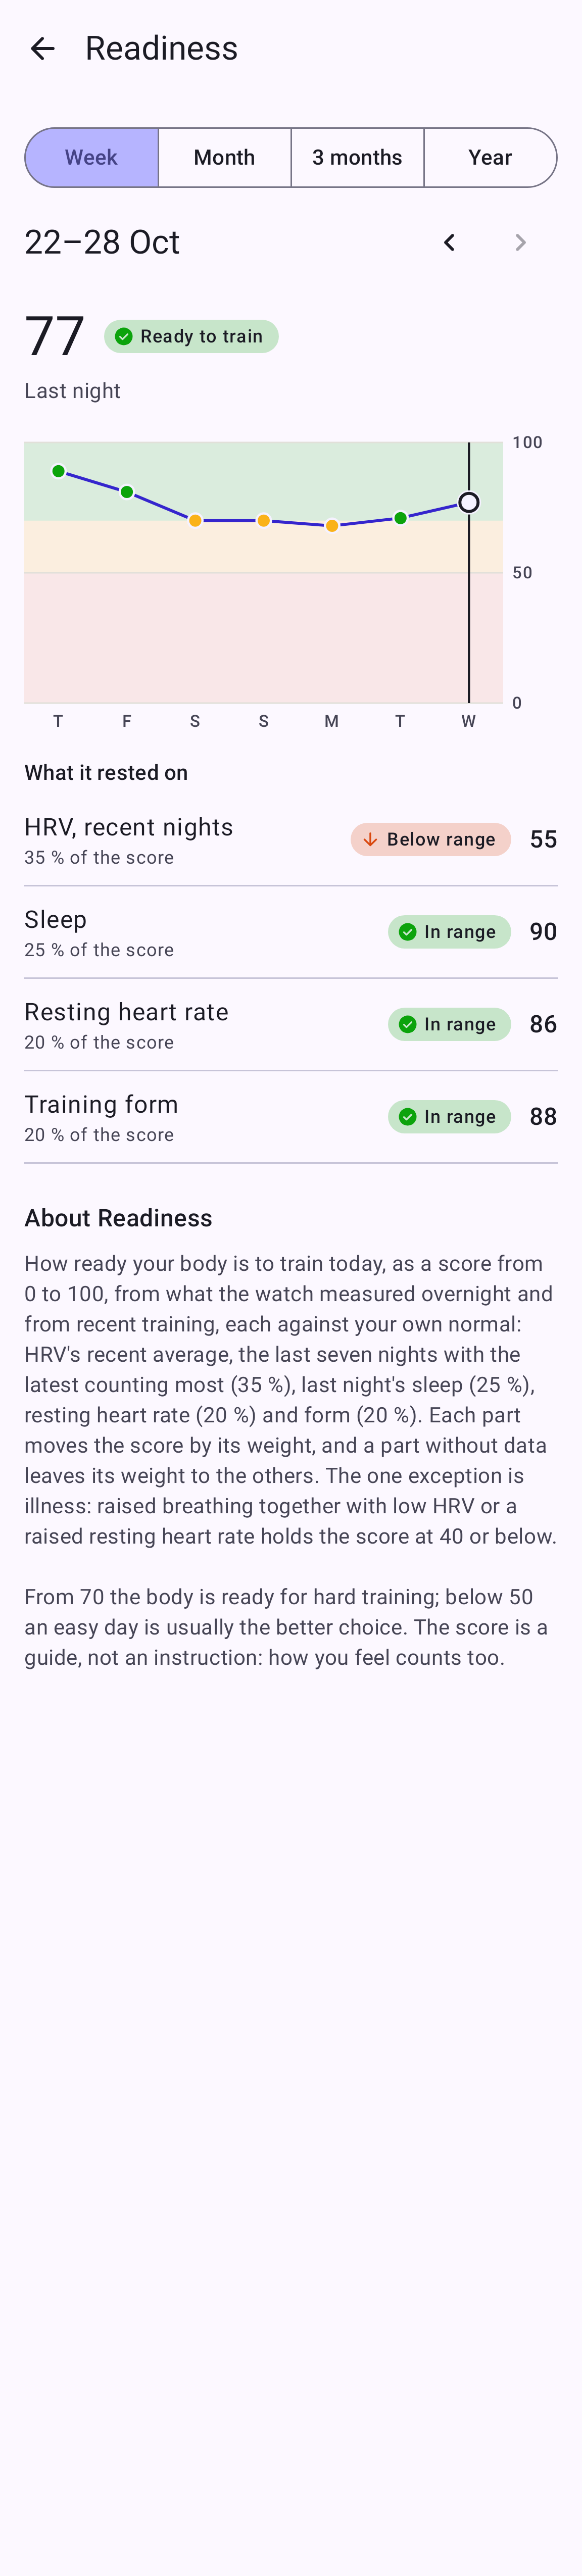 Readiness
Week
Month
3 months
Year
22–28 Oct
77
Ready to train
Last night
100
50
0
T F S S M T W
What it rested on
HRV, recent nights
35 % of the score
Below range
55
Sleep
25 % of the score
In range
90
Resting heart rate
20 % of the score
In range
86
Training form
20 % of the score
In range
88
About Readiness
How ready your body is to train today, as a score from
0 to 100, from what the watch measured overnight and
from recent training, each against your own normal:
HRV's recent average, the last seven nights with the
latest counting most (35 %), last night's sleep (25 %),
resting heart rate (20 %) and form (20 %). Each part
moves the score by its weight, and a part without data
leaves its weight to the others. The one exception is
illness: raised breathing together with low HRV or a
raised resting heart rate holds the score at 40 or below.
From 70 the body is ready for hard training; below 50
an easy day is usually the better choice. The score is a
guide, not an instruction: how you feel counts too.